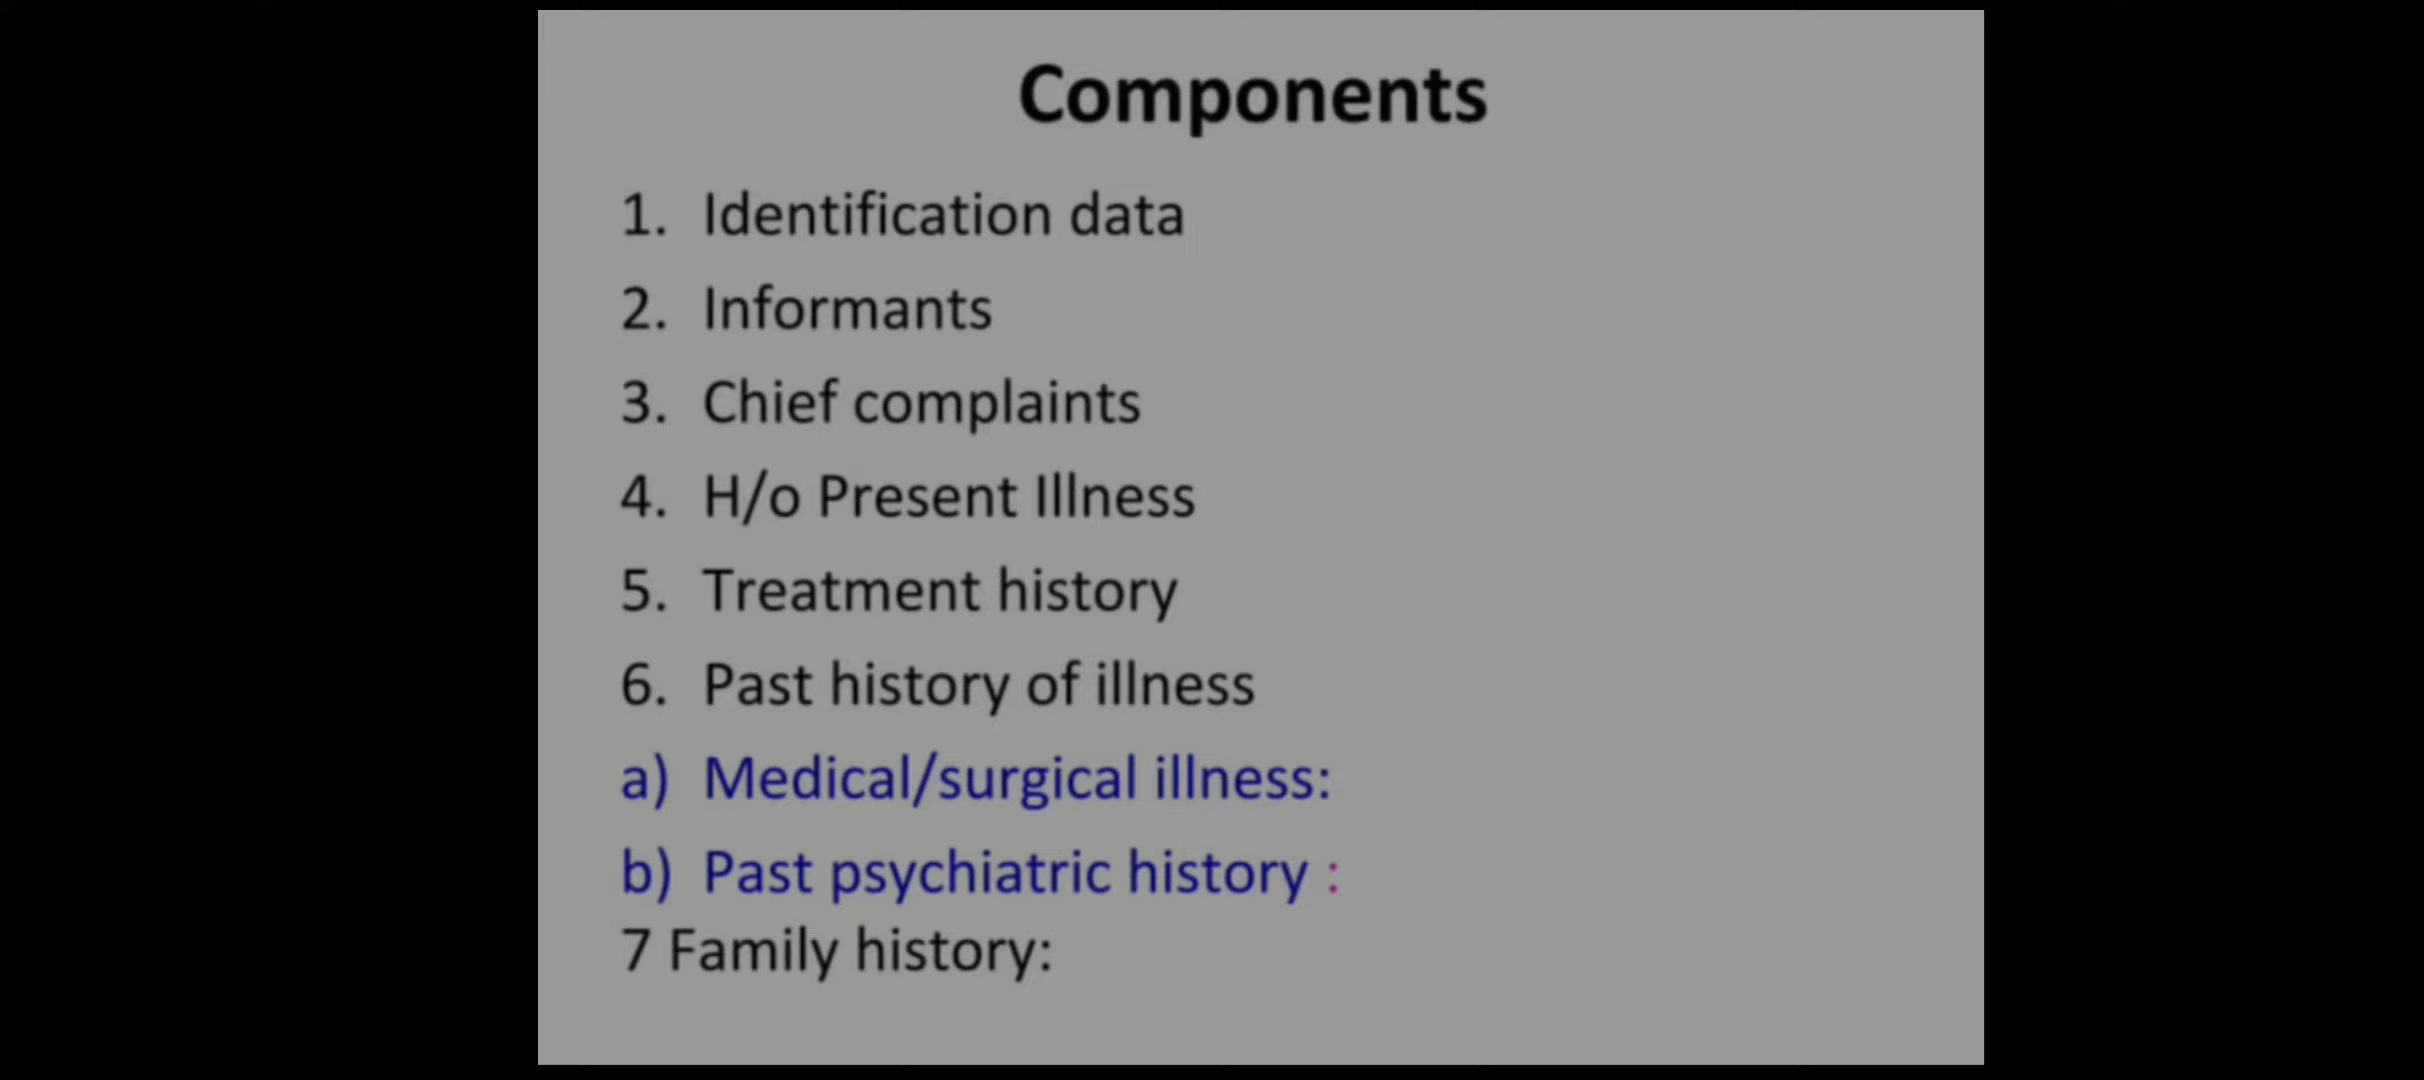 Components
1. Identification data
2. Informants
3. Chief complaints
4. H/o Present Illness
5. Treatment history
6. Past history of illness
a) Medical/surgical illness:
b) Past psychiatric history :
7 Family history: